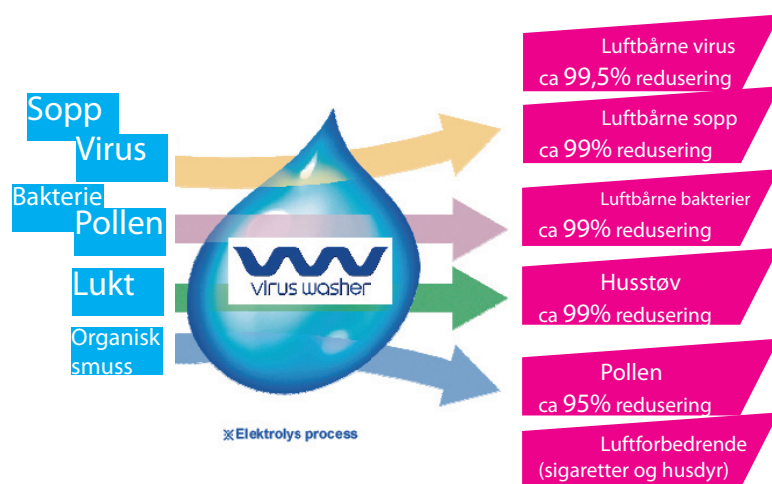 Sopp
Virus
Bakterie
Pollen
Lukt
Organisk
smuss
virus washer
※Elektrolys process
Luftbårne virus
ca 99,5% redusering
Luftbårne sopp
ca 99% redusering
Luftbårne bakterier
ca 99% redusering
Husstøv
ca 99% redusering
Pollen
ca 95% redusering
Luftforbedrende
(sigaretter og husdyr)